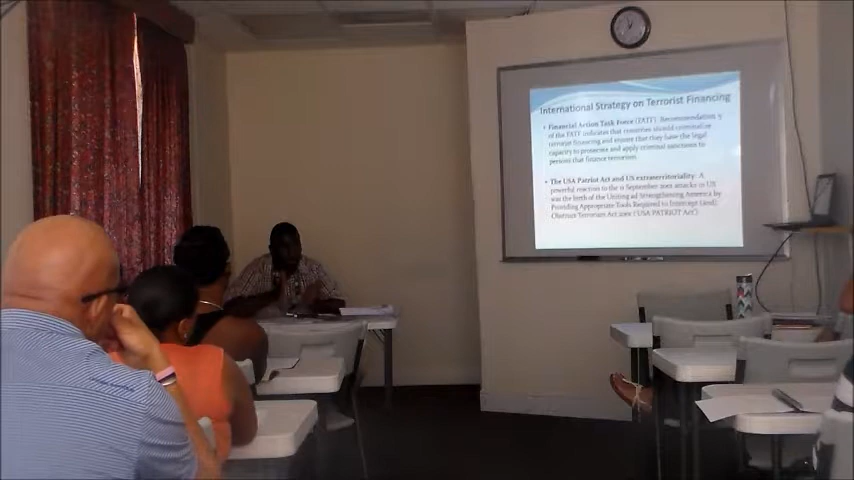 International Strategy on Terrorist Financing
• Financial Action Task Force (FATF): Recommendation 5
of the FATF indicates that countries should criminalize
terrorist financing and ensure that they have the legal
capacity to prosecute and apply criminal sanctions to
persons that finance terrorism.
• The USA Patriot Act and US extraterritoriality: A
powerful reaction to the 11 September 2001 attacks in US
was the birth of the Uniting and Strengthening America by
Providing Appropriate Tools Required to Intercept (and)
Obstruct Terrorism Act 2001 ('USA PATRIOT Act')